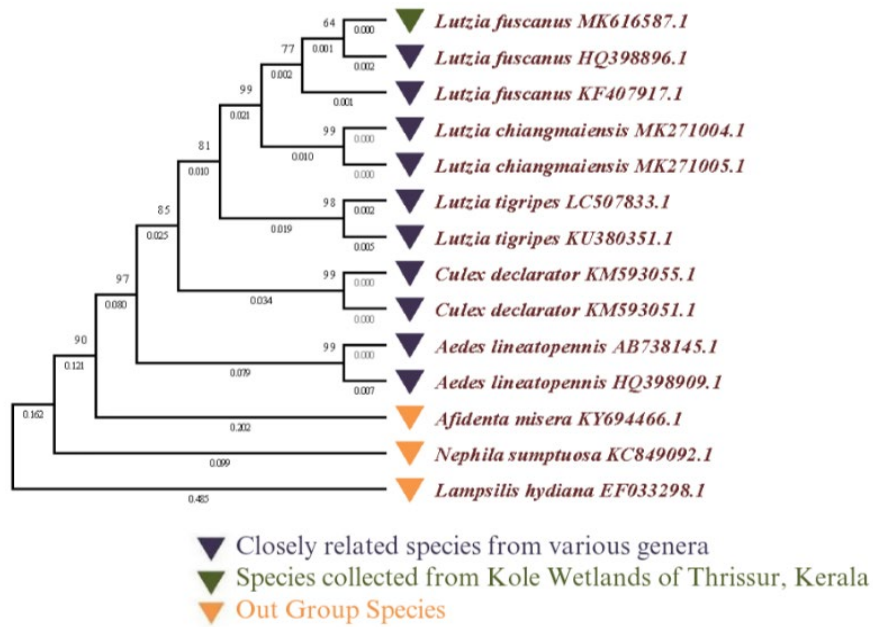 64
0.000
Lutzia fuscanus MK616587.1
77
0.001
0.002
Lutzia fuscanus HQ398896.1
99
0.002
0.001
Lutzia fuscanus KF407917.1
0.021
99
0.000
Lutzia chiangmaiensis MK271004.1
81
0.010
0.010
0.000
Lutzia chiangmaiensis MK271005.1
98
0.002
Lutzia tigripes LC507833.1
85
0.019
0.025
0.005
Lutzia tigripes KU380351.1
99
0.000
Culex declarator KM593055.1
97
0.034
0.080
0.000
Culex declarator KM593051.1
90
99
0.000
Aedes lineatopennis AB738145.1
0.121
0.079
0.007
Aedes lineatopennis HQ398909.1
0.162
0.202
Afidenta misera KY694466.1
0.099
Nephila sumptuosa KC849092.1
0.485
Lampsilis hydiana EF033298.1
Closely related species from various genera
Species collected from Kole Wetlands of Thrissur, Kerala
Out Group Species